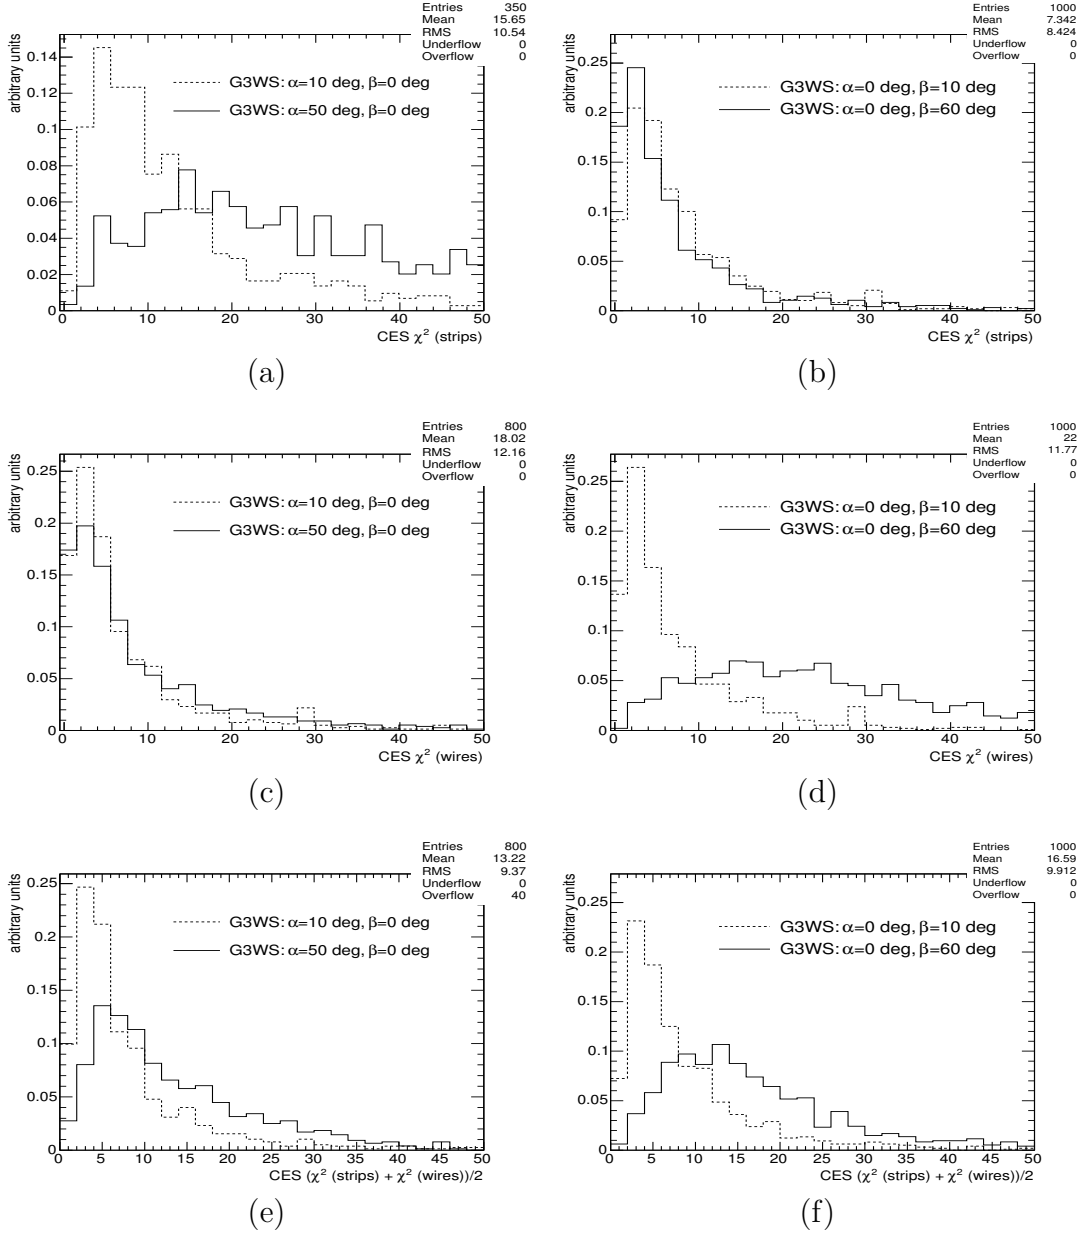 Entries 350
Mean 15.65
RMS 10.54
Underflow 0
Overflow 0
arbitrary units
0.14
0.12
0.1
0.08
0.06
0.04
0.02
0
G3WS: α=10 deg, β=0 deg
G3WS: α=50 deg, β=0 deg
0 10 20 30 40 50
CES χ² (strips)
(a)
Entries 1000
Mean 7.342
RMS 8.424
Underflow 0
Overflow 0
arbitrary units
0.25
0.2
0.15
0.1
0.05
0
G3WS: α=0 deg, β=10 deg
G3WS: α=0 deg, β=60 deg
0 10 20 30 40 50
CES χ² (strips)
(b)
Entries 800
Mean 18.02
RMS 12.16
Underflow 0
Overflow 0
arbitrary units
0.25
0.2
0.15
0.1
0.05
0
G3WS: α=10 deg, β=0 deg
G3WS: α=50 deg, β=0 deg
0 10 20 30 40 50
CES χ² (wires)
(c)
Entries 1000
Mean 22
RMS 11.77
Underflow 0
Overflow 0
arbitrary units
0.25
0.2
0.15
0.1
0.05
0
G3WS: α=0 deg, β=10 deg
G3WS: α=0 deg, β=60 deg
0 10 20 30 40 50
CES χ² (wires)
(d)
Entries 800
Mean 13.22
RMS 9.37
Underflow 0
Overflow 40
arbitrary units
0.25
0.2
0.15
0.1
0.05
0
G3WS: α=10 deg, β=0 deg
G3WS: α=50 deg, β=0 deg
0 5 10 15 20 25 30 35 40 45 50
CES (χ² (strips) + χ² (wires))/2
(e)
Entries 1000
Mean 16.59
RMS 9.912
Underflow 0
Overflow 0
arbitrary units
0.25
0.2
0.15
0.1
0.05
0
G3WS: α=0 deg, β=10 deg
G3WS: α=0 deg, β=60 deg
0 5 10 15 20 25 30 35 40 45 50
CES (χ² (strips) + χ² (wires))/2
(f)